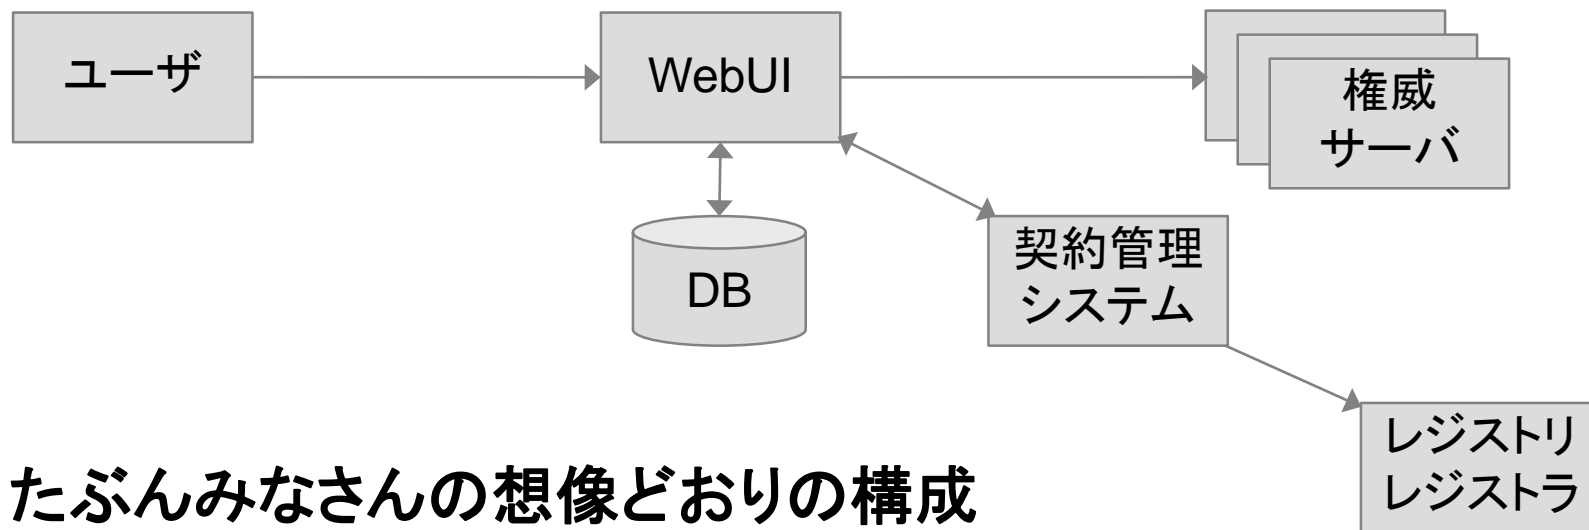 ユーザ
WebUI
権威
サーバ
DB
契約管理
システム
レジストリ
レジストラ
たぶんみなさんの想像どおりの構成